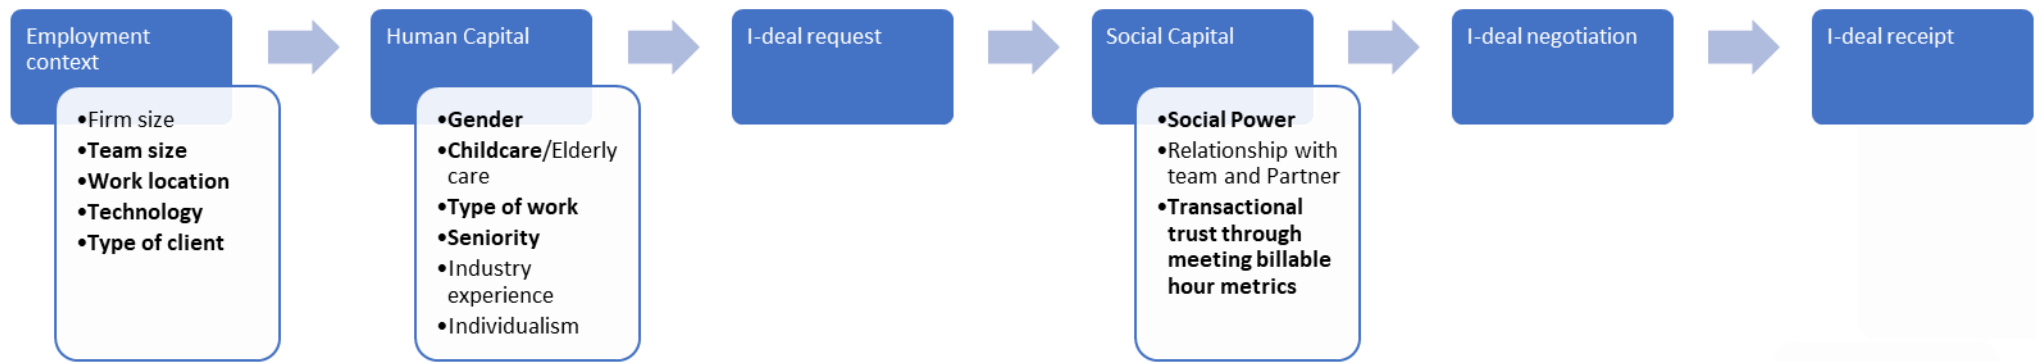 Employment
context
•Firm size
•Team size
•Work location
•Technology
•Type of client
Human Capital
•Gender
•Childcare/Elderly
care
•Type of work
•Seniority
•Industry
experience
•Individualism
I-deal request
Social Capital
•Social Power
•Relationship with
team and Partner
•Transactional
trust through
meeting billable
hour metrics
I-deal negotiation
I-deal receipt